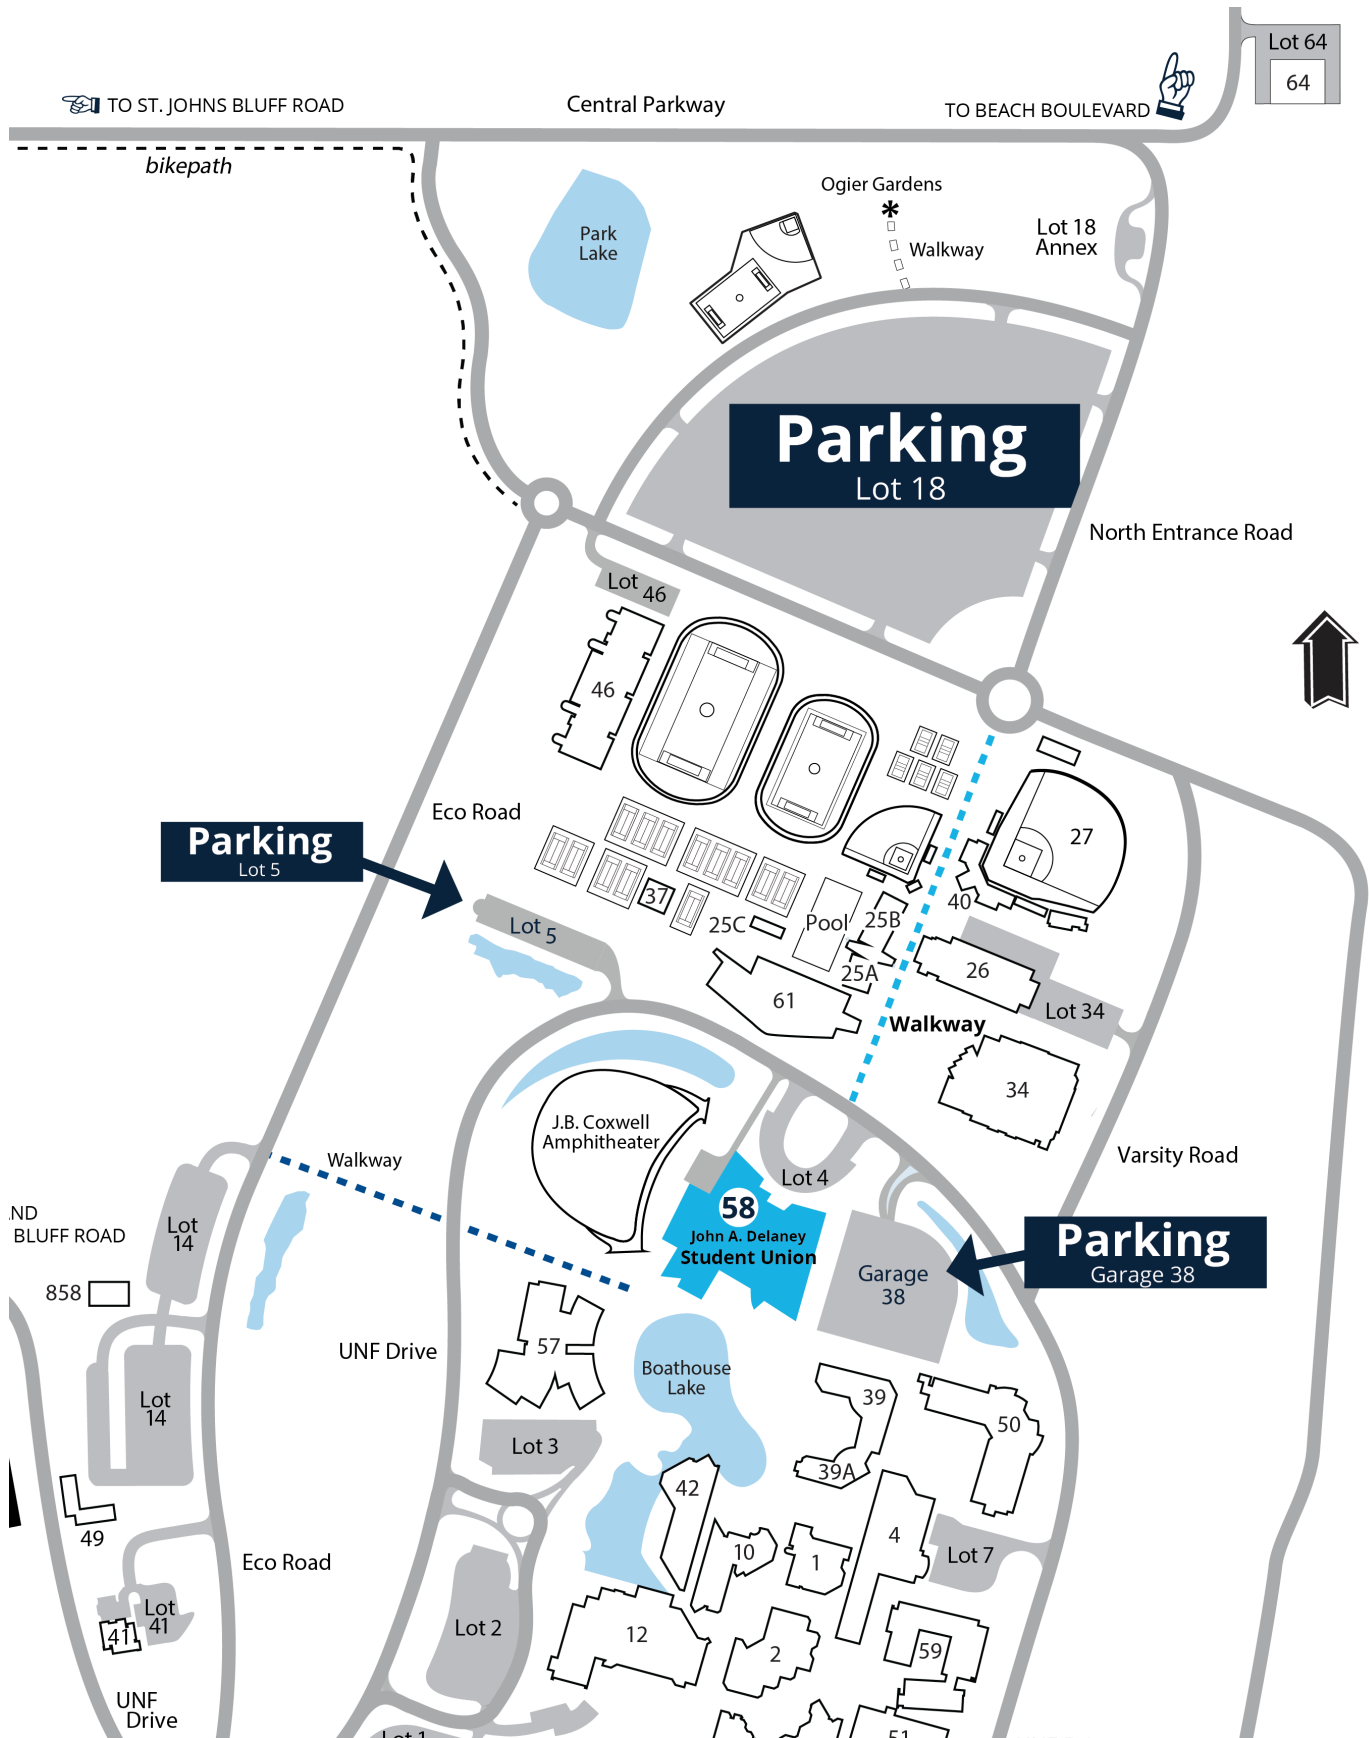 Lot 64
64
TO ST. JOHNS BLUFF ROAD
Central Parkway
TO BEACH BOULEVARD
bikepath
Ogier Gardens
*
Walkway
Lot 18
Annex
Park
Lake
Parking
Lot 18
North Entrance Road
Lot 46
46
Eco Road
Parking
Lot 5
27
37
40
25C
Pool
25B
Lot 5
25A
26
61
Lot 34
Walkway
34
J.B. Coxwell
Amphitheater
Walkway
Varsity Road
Lot 4
58
John A. Delaney
Student Union
ND
BLUFF ROAD
Lot
14
Parking
Garage 38
Garage
38
858
57
UNF Drive
Boathouse
Lake
39
Lot
14
50
Lot 3
39A
42
49
4
10
1
Lot 7
Eco Road
Lot
41
41
Lot 2
12
2
59
UNF
Drive
Lot 1
51